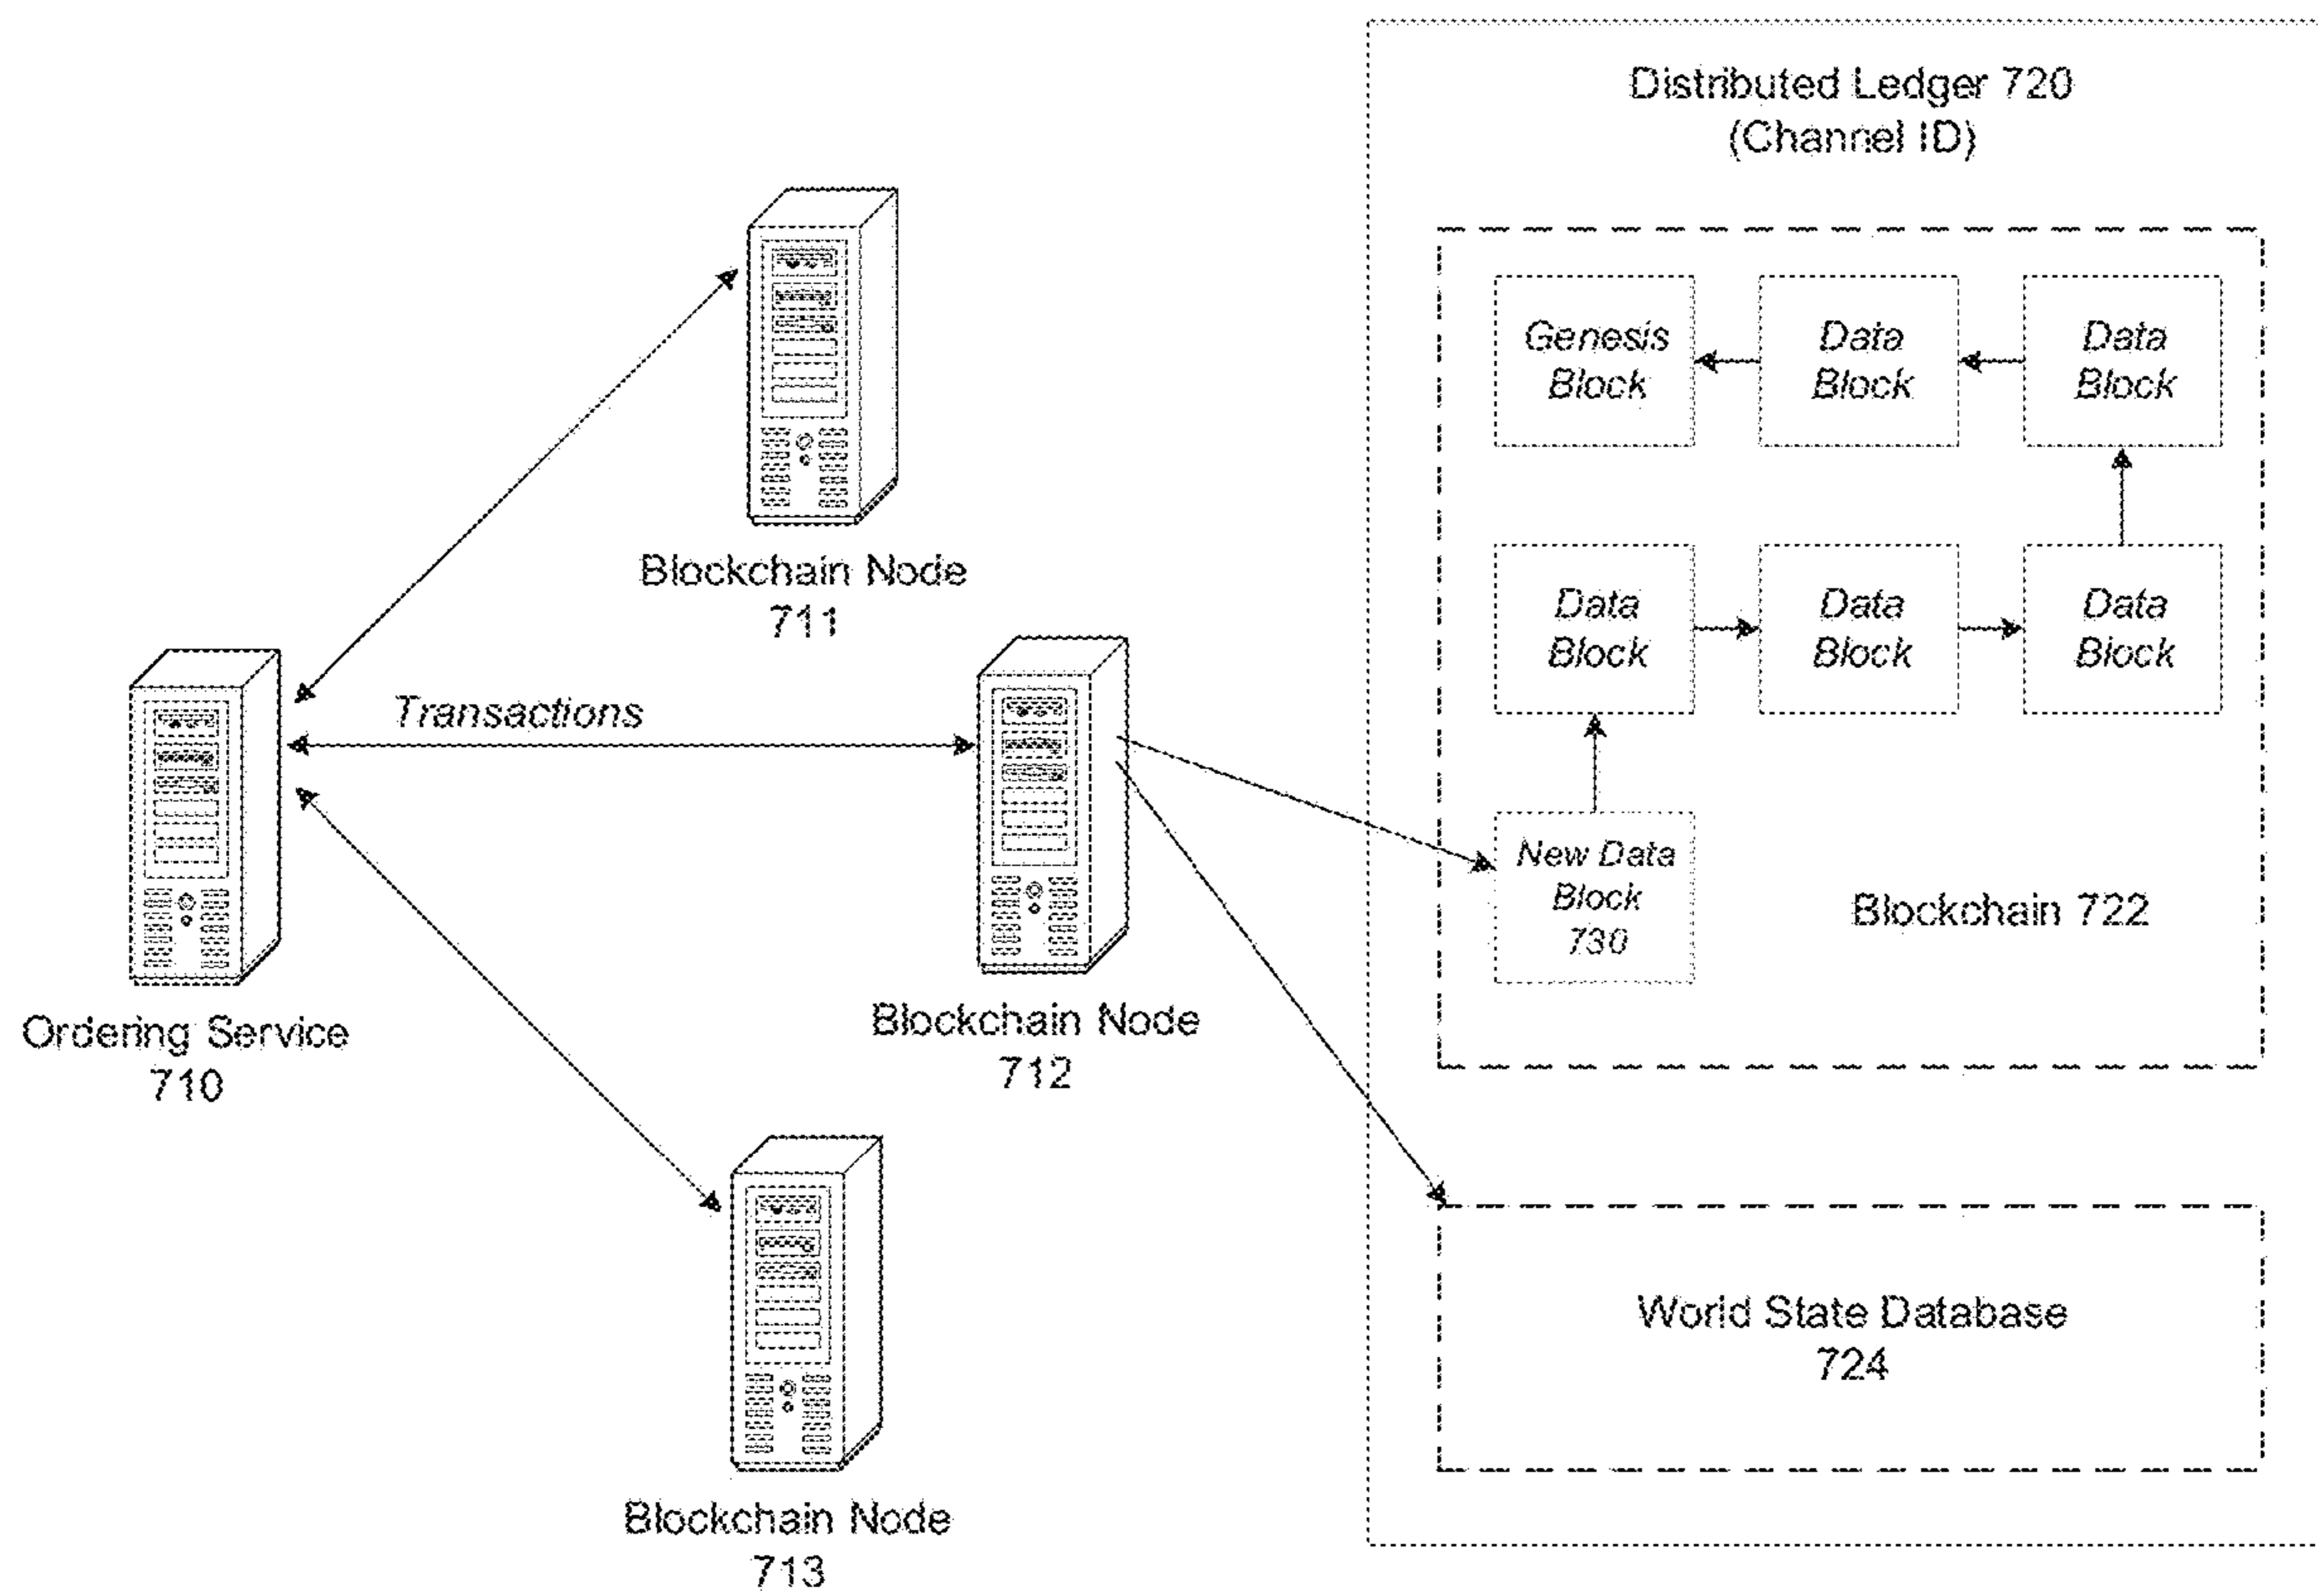 Distributed Ledger 720
(Channel ID)
Genesis
Block
Data
Block
Data
Block
Blockchain Node
711
Data
Block
Data
Block
Data
Block
Transactions
New Data
Block
730
Blockchain 722
Ordering Service
710
Blockchain Node
712
World State Database
724
Blockchain Node
713